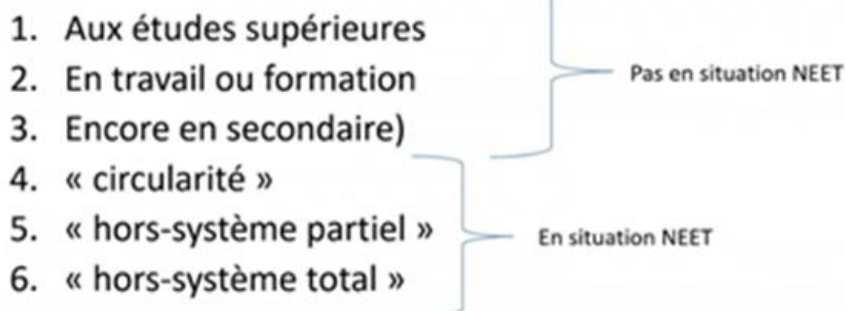 1. Aux études supérieures
2. En travail ou formation
Pas en situation NEET
3. Encore en secondaire)
4. « circularité »
5. « hors-système partiel »
En situation NEET
6. « hors-système total »